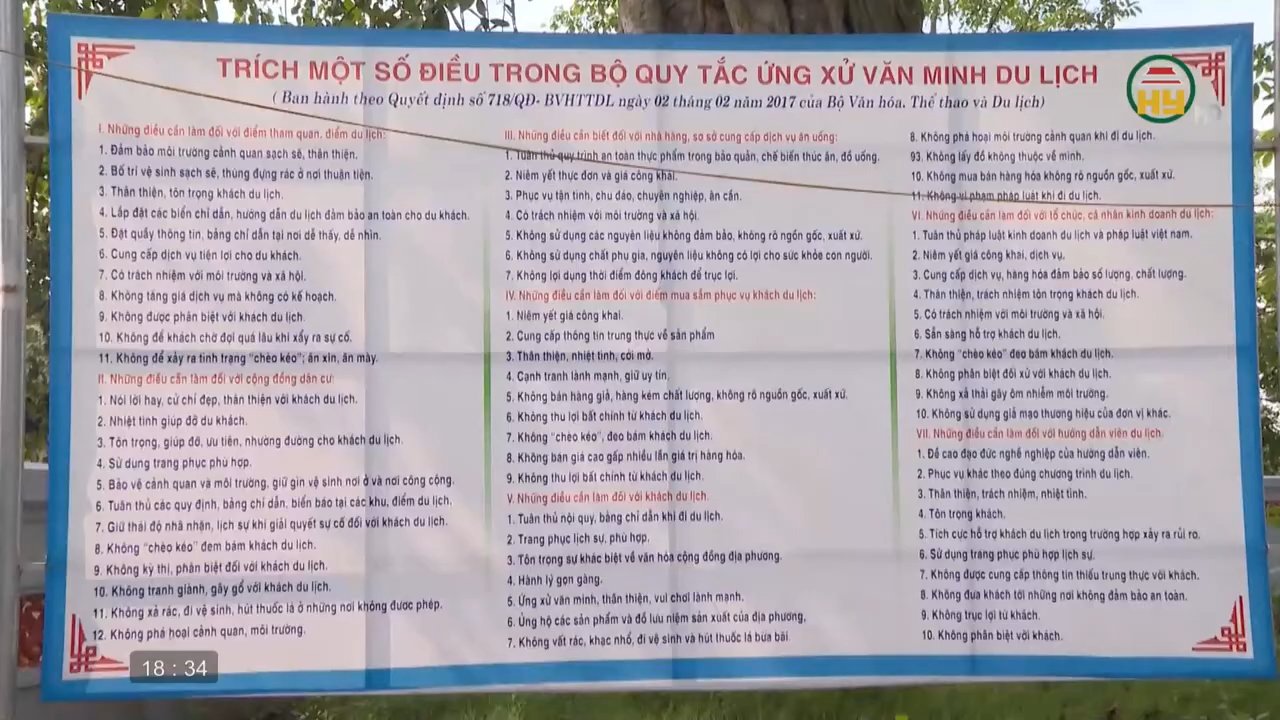 TRÍCH MỘT SỐ ĐIỀU TRONG BỘ QUY TẮC ỨNG XỬ VĂN MINH DU LỊCH
( Ban hành theo Quyết định số 718/QĐ- BVHTTDL ngày 02 tháng 02 năm 2017 của Bộ Văn hóa. Thể thao và Du lịch)
HY
I. Những điều cần làm đối với điểm tham quan, điểm du lịch:
1. Đảm bảo môi trường cảnh quan sạch sẽ, thân thiện.
2. Bố trí vệ sinh sạch sẽ, thùng đựng rác ở nơi thuận tiện.
3. Thân thiện, tôn trọng khách du lịch.
4. Lắp đặt các biển chỉ dẫn, hướng dẫn du lịch đảm bảo an toàn cho du khách.
5. Đặt quầy thông tin, bảng chỉ dẫn tại nơi dễ thấy, dễ nhìn.
6. Cung cấp dịch vụ tiện lợi cho du khách.
7. Có trách nhiệm với môi trường và xã hội.
8. Không tăng giá dịch vụ mà không có kế hoạch.
9. Không được phân biệt với khách du lịch.
10. Không để khách chờ đợi quá lâu khi xẩy ra sự cố.
11. Không để xảy ra tình trạng "chèo kéo"; ăn xin, ăn mày.
II. Những điều cần làm đối với cộng đồng dân cư
1. Nói lời hay, cử chỉ đẹp, thân thiện với khách du lịch.
2. Nhiệt tình giúp đỡ du khách.
3. Tôn trọng, giúp đỡ, ưu tiên, nhường đường cho khách du lịch.
4. Sử dụng trang phục phù hợp.
5. Bảo vệ cảnh quan và môi trường, giữ gìn vệ sinh nơi ở và nơi công cộng.
6. Tuân thủ các quy định, bảng chỉ dẫn, biển báo tại các khu, điểm du lịch.
7. Giữ thái độ nhã nhặn, lịch sự khi giải quyết sự cố đối với khách du lịch.
8. Không "chèo kéo" đem bám khách du lịch.
9. Không kỳ thị, phân biệt đối với khách du lịch.
10. Không tranh giành, gây gổ với khách du lịch.
11. Không xả rác, đi vệ sinh, hút thuốc lá ở những nơi không được phép.
12. Không phá hoại cảnh quan, môi trường.
III. Những điều cần biết đối với nhà hàng, sơ sở cung cấp dịch vụ ăn uống:
1. Tuân thủ quy trình an toàn thực phẩm trong bảo quản, chế biến thức ăn, đồ uống.
2. Niêm yết thực đơn và giá công khai.
3. Phục vụ tận tình, chu đáo, chuyên nghiệp, ân cần.
4. Có trách nhiệm với môi trường và xã hội.
5. Không sử dụng các nguyên liệu không đảm bảo, không rõ ngồn gốc, xuất xứ.
6. Không sử dụng chất phụ gia, nguyên liệu không có lợi cho sức khỏe con người.
7. Không lợi dụng thời điểm đông khách để trục lợi.
IV. Những điều cần làm đối với điểm mua sắm phục vụ khách du lịch:
1. Niêm yết giá công khai.
2. Cung cấp thông tin trung thực về sản phẩm
3. Thân thiện, nhiệt tình, cởi mở.
4. Cạnh tranh lành mạnh, giữ uy tín.
5. Không bán hàng giả, hàng kém chất lượng, không rõ nguồn gốc, xuất xứ.
6. Không thu lợi bất chính từ khách du lịch.
7. Không "chèo kéo", đeo bám khách du lịch.
8. Không bán giá cao gấp nhiều lần giá trị hàng hóa.
9. Không thu lợi bất chính từ khách du lịch.
V. Những điều cần làm đối với khách du lịch.
1. Tuân thủ nội quy, bảng chỉ dẫn khi đi du lịch.
2. Trang phục lịch sự, phù hợp.
3. Tôn trọng sự khác biệt về văn hóa cộng đồng địa phương.
4. Hành lý gọn gàng.
5. Ứng xử văn minh, thân thiện, vui chơi lành mạnh.
6. Ủng hộ các sản phẩm và đồ lưu niệm sản xuất của địa phương,
7. Không vất rác, khạc nhổ, đi vệ sinh và hút thuốc lá bừa bãi.
8. Không phá hoại môi trường cảnh quan khi đi du lịch.
93. Không lấy đồ không thuộc về mình.
10. Không mua bán hàng hóa không rõ nguồn gốc, xuất xứ.
11. Không vi phạm pháp luật khi đi du lịch.
VI. Những điều cần làm đối với tổ chức, cá nhân kinh doanh du lịch:
1. Tuân thủ pháp luật kinh doanh du lịch và pháp luật việt nam.
2. Niêm yết giá công khai, dịch vụ.
3. Cung cấp dịch vụ, hàng hóa đảm bảo số lượng, chất lượng.
4. Thân thiện, trách nhiệm tôn trọng khách du lịch.
5. Có trách nhiệm với môi trường và xã hội.
6. Sẵn sàng hỗ trợ khách du lịch.
7. Không "chèo kéo" đeo bám khách du lịch.
8. Không phân biệt đối xử với khách du lịch.
9. Không xả thải gây ôm nhiễm môi trường.
10. Không sử dụng giả mạo thương hiệu của đơn vị khác.
VII. Những điều cần làm đối với hướng dẫn viên du lịch.
1. Đề cao đạo đức nghề nghiệp của hướng dẫn viên.
2. Phục vụ khác theo đúng chương trình du lịch.
3. Thân thiện, trách nhiệm, nhiệt tình.
4. Tôn trọng khách.
5. Tích cực hỗ trợ khách du lịch trong trường hợp xảy ra rủi ro.
6. Sử dụng trang phục phù hợp lịch sự.
7. Không được cung cấp thông tin thiếu trung thực với khách.
8. Không đưa khách tới những nơi không đảm bảo an toàn.
9. Không trục lợi từ khách.
10. Không phân biệt với khách.
18 : 34